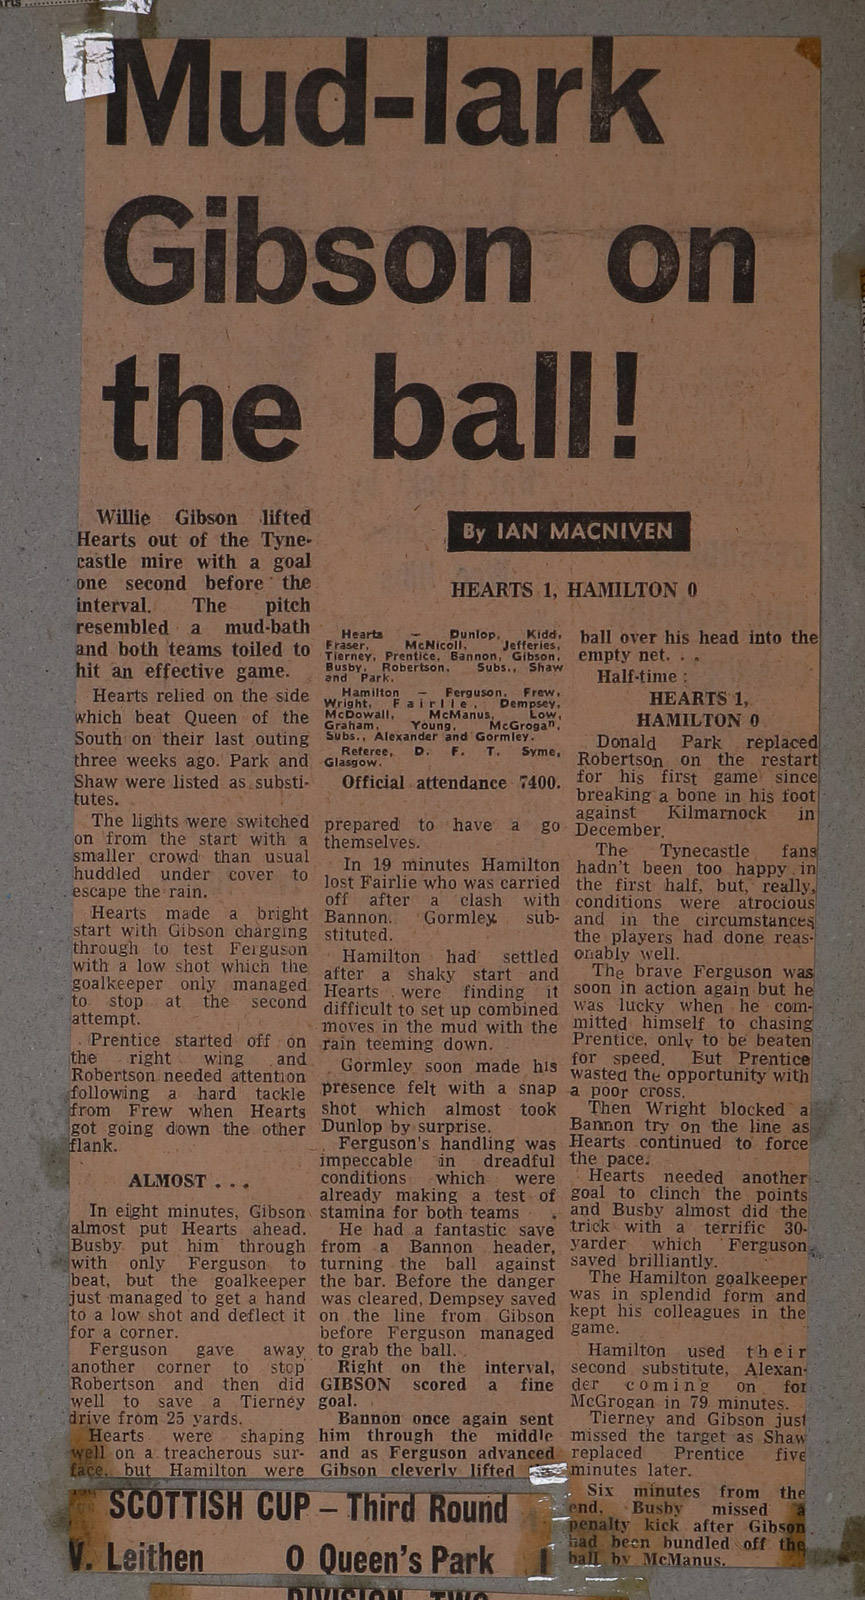 Mud-lark
Gibson on
the ball!
Willie Gibson lifted
Hearts out of the Tyne-
castle mire with a goal
one second before the
interval. The pitch
resembled a mud-bath
and both teams toiled to
hit an effective game.
Hearts relied on the side
which beat Queen of the
South on their last outing
three weeks ago. Park and
Shaw were listed as substi-
tutes.
The lights were switched
on from the start with a
smaller crowd than usual
huddled under cover to
escape the rain.
Hearts made a bright
start with Gibson charging
through to test Ferguson
with a low shot which the
goalkeeper only managed
to stop at the second
attempt.
Prentice started off on
the right wing and
Robertson needed attention
following a hard tackle
from Frew when Hearts
got going down the other
flank.
ALMOST . . .
In eight minutes, Gibson
almost put Hearts ahead.
Busby put him through
with only Ferguson to
beat, but the goalkeeper
just managed to get a hand
to a low shot and deflect it
for a corner.
Ferguson gave away
another corner to stop
Robertson and then did
well to save a Tierney
drive from 25 yards.
Hearts were shaping
well on a treacherous sur-
face, but Hamilton were
By IAN MACNIVEN
HEARTS 1, HAMILTON 0
Hearts — Dunlop, Kidd,
Fraser, McNicoll, Jefferies,
Tierney, Prentice, Bannon, Gibson,
Busby, Robertson. Subs., Shaw
and Park.
Hamilton — Ferguson, Frew,
Wright, Fairlie, Dempsey,
McDowall, McManus, Low,
Graham, Young, McGrogan.
Subs., Alexander and Gormley.
Referee, D. F. T. Syme,
Glasgow.
Official attendance 7400.
prepared to have a go
themselves.
In 19 minutes Hamilton
lost Fairlie who was carried
off after a clash with
Bannon. Gormley sub-
stituted.
Hamilton had settled
after a shaky start and
Hearts were finding it
difficult to set up combined
moves in the mud with the
rain teeming down.
Gormley soon made his
presence felt with a snap
shot which almost took
Dunlop by surprise.
Ferguson's handling was
impeccable in dreadful
conditions which were
already making a test of
stamina for both teams .
He had a fantastic save
from a Bannon header,
turning the ball against
the bar. Before the danger
was cleared, Dempsey saved
on the line from Gibson
before Ferguson managed
to grab the ball.
Right on the interval,
GIBSON scored a fine
goal.
Bannon once again sent
him through the middle
and as Ferguson advanced
Gibson cleverly lifted
ball over his head into the
empty net. . .
Half-time :
HEARTS 1,
HAMILTON 0
Donald Park replaced
Robertson on the restart
for his first game since
breaking a bone in his foot
against Kilmarnock in
December.
The Tynecastle fans
hadn't been too happy in
the first half, but, really,
conditions were atrocious
and in the circumstances
the players had done reas-
onably well.
The brave Ferguson was
soon in action again but he
was lucky when he com-
mitted himself to chasing
Prentice, only to be beaten
for speed. But Prentice
wasted the opportunity with
a poor cross.
Then Wright blocked a
Bannon try on the line as
Hearts continued to force
the pace.
Hearts needed another
goal to clinch the points
and Busby almost did the
trick with a terrific 30-
yarder which Ferguson
saved brilliantly.
The Hamilton goalkeeper
was in splendid form and
kept his colleagues in the
game.
Hamilton used their
second substitute, Alexan-
der coming on for
McGrogan in 79 minutes.
Tierney and Gibson just
missed the target as Shaw
replaced Prentice five
minutes later.
Six minutes from the
end, Busby missed a
penalty kick after Gibson
had been bundled off the
ball by McManus.
SCOTTISH CUP – Third Round
V. Leithen 0 Queen's Park 1
DIVISION TWO